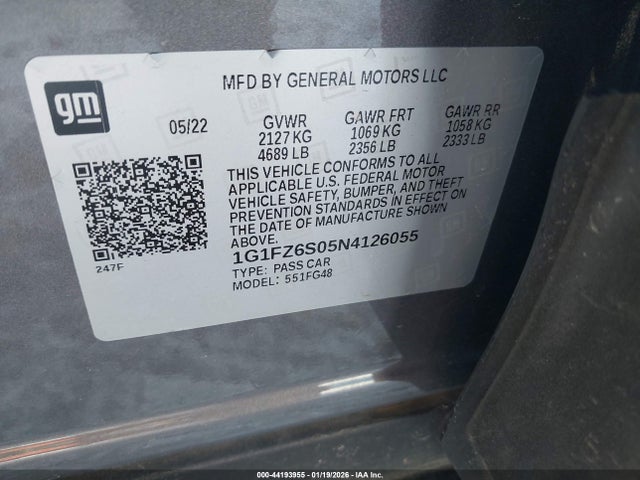 gm
MFD BY GENERAL MOTORS LLC
05/22
GVWR
2127 KG
4689 LB
GAWR FRT
1069 KG
2356 LB
GAWR RR
1058 KG
2333 LB
THIS VEHICLE CONFORMS TO ALL
APPLICABLE U.S. FEDERAL MOTOR
VEHICLE SAFETY, BUMPER, AND THEFT
PREVENTION STANDARDS IN EFFECT ON
THE DATE OF MANUFACTURE SHOWN
ABOVE.
247F
1G1FZ6S05N4126055
TYPE: PASS CAR
MODEL: 551FG48
000-44193955 - 01/19/2026 - IAA Inc.